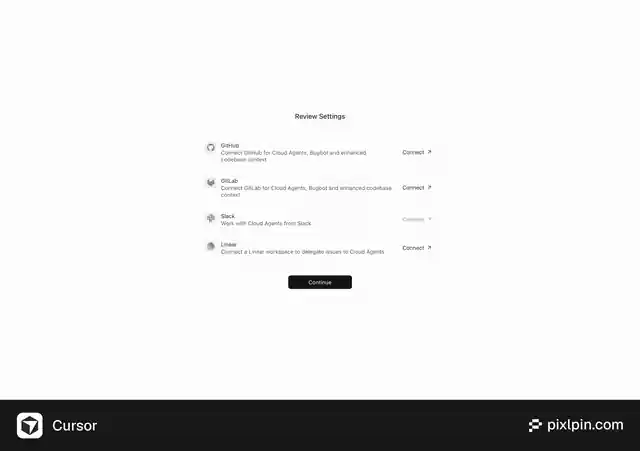 Review Settings
GitHub
Connect GitHub for Cloud Agents, Bugbot and enhanced
codebase context
Connect ↗
GitLab
Connect GitLab for Cloud Agents, Bugbot and enhanced codebase
context
Connect ↗
Slack
Work with Cloud Agents from Slack
Connect ↗
Linear
Connect a Linear workspace to delegate issues to Cloud Agents
Connect ↗
Continue
Cursor
pixlpin.com